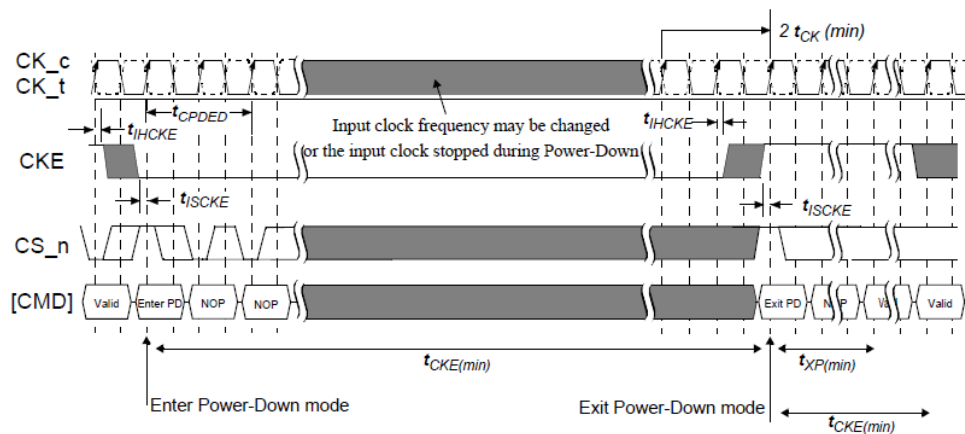 2 tCK (min)
CK_c
CK_t
tCPDED
tIHCKE
Input clock frequency may be changed
or the input clock stopped during Power-Down
tIHCKE
CKE
tISCKE
tISCKE
CS_n
[CMD]
Valid
Enter PD
NOP
NOP
Exit PD
Valid
tCKE(min)
tXP(min)
Enter Power-Down mode
Exit Power-Down mode
tCKE(min)